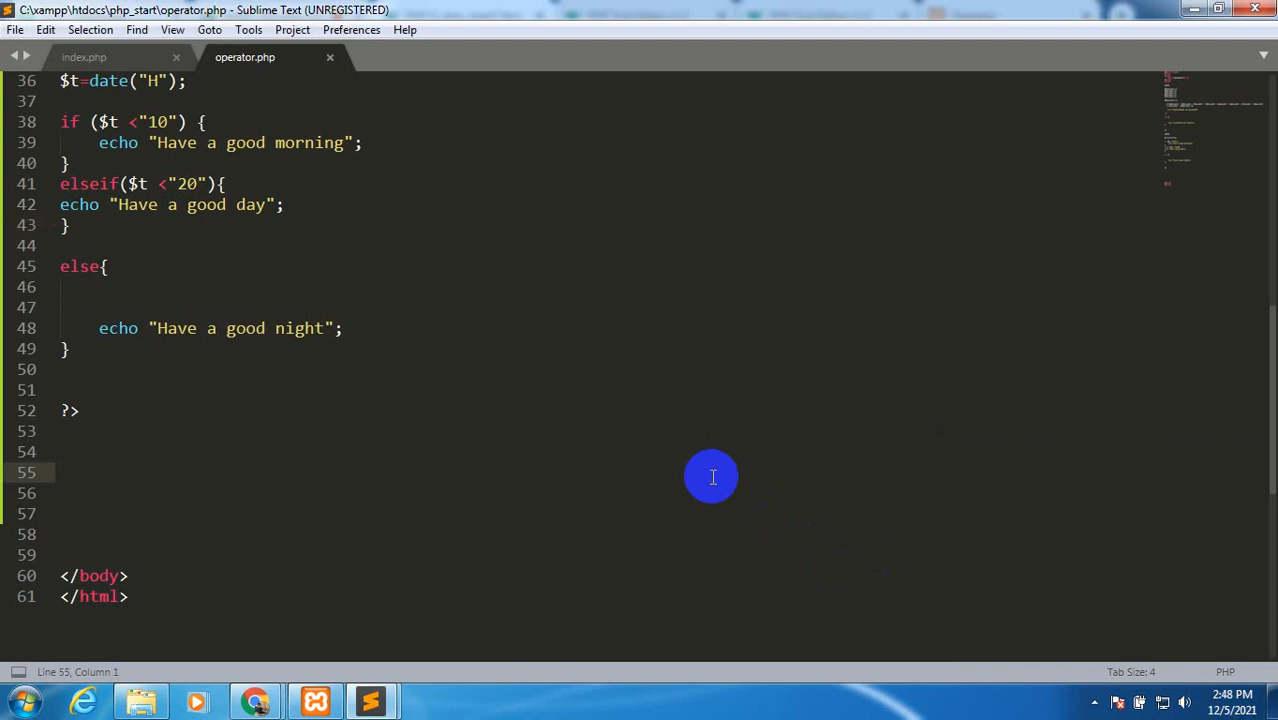 C:\xampp\htdocs\php_start\operator.php - Sublime Text (UNREGISTERED)
File Edit Selection Find View Goto Tools Project Preferences Help
index.php operator.php
36 $t=date("H");
37
38 if ($t <"10") {
39 echo "Have a good morning";
40 }
41 elseif($t <"20"){
42 echo "Have a good day";
43 }
44
45 else{
46
47
48 echo "Have a good night";
49 }
50
51
52 ?>
53
54
55
56
57
58
59
60 </body>
61 </html>
Line 55, Column 1 Tab Size: 4 PHP
2:48 PM
12/5/2021